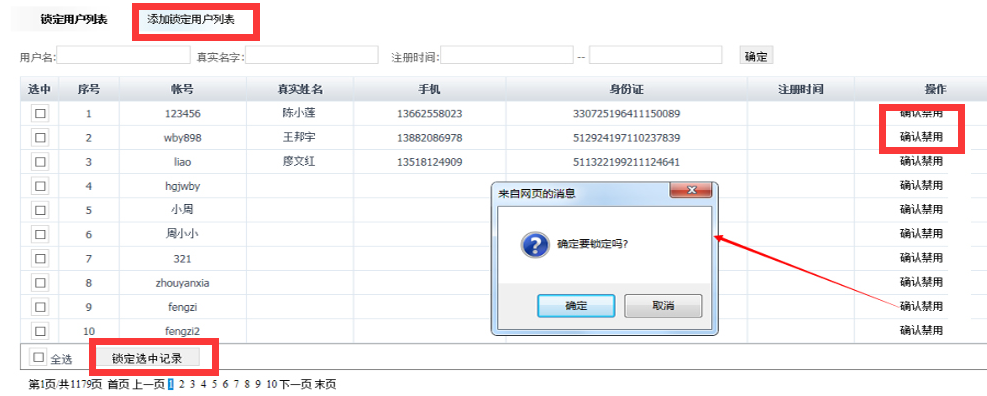 锁定用户列表 添加锁定用户列表
用户名: 真实名字: 注册时间: -- 确定
选中 序号 帐号 真实姓名 手机 身份证 注册时间 操作
1 123456 陈小莲 13662558023 330725196411150089 确认禁用
2 wby898 王邦宇 13882086978 512924197110237839 确认禁用
3 liao 廖文红 13518124909 511322199211124641 确认禁用
4 hgjwby 确认禁用
5 小周 确认禁用
6 周小小 确认禁用
7 321 确认禁用
8 zhouyanxia 确认禁用
9 fengzi 确认禁用
10 fengzi2 确认禁用
来自网页的消息
确定要锁定吗?
确定 取消
全选 锁定选中记录
第1页/共1179页 首页 上一页 1 2 3 4 5 6 7 8 9 10 下一页 末页